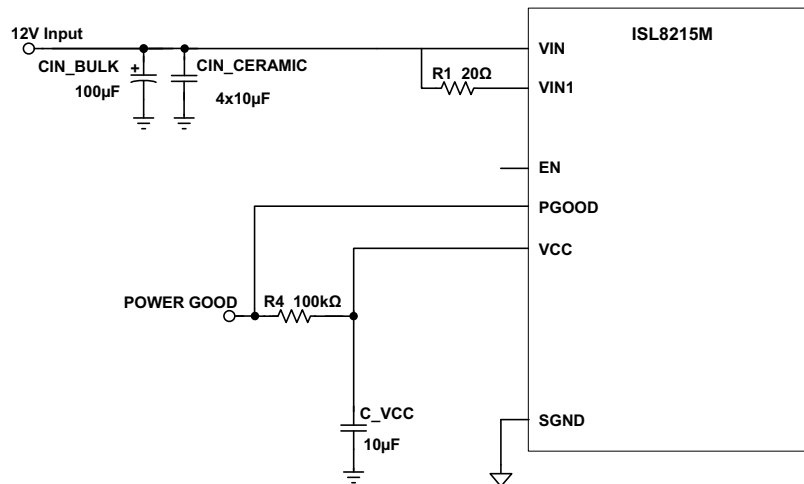 ISL8215M
12V Input
VIN
CIN_BULK
+
CIN_CERAMIC
100µF
4x10µF
R1 20Ω
VIN1
EN
PGOOD
VCC
POWER GOOD
R4 100kΩ
C_VCC
10µF
SGND